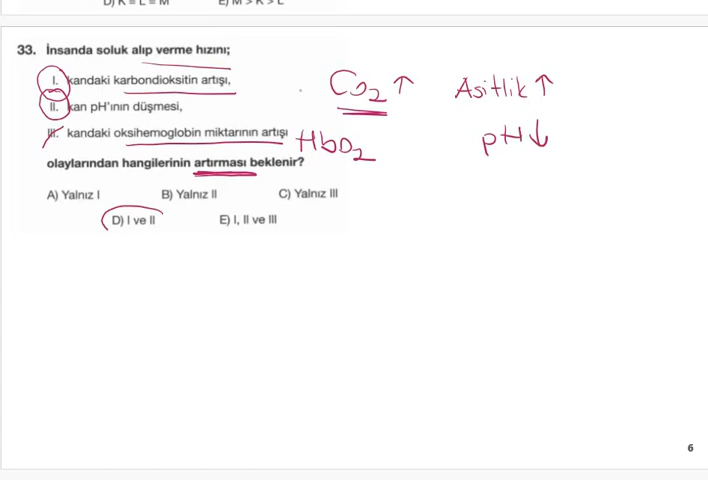 D) K = L = M E) M > K > L
33. İnsanda soluk alıp verme hızını;
I. kandaki karbondioksitin artışı,
II. kan pH'ının düşmesi,
III. kandaki oksihemoglobin miktarının artışı
olaylarından hangilerinin artırması beklenir?
A) Yalnız I B) Yalnız II C) Yalnız III
D) I ve II E) I, II ve III
CO2 ↑ Asitlik ↑
HbO2 pH↓
6